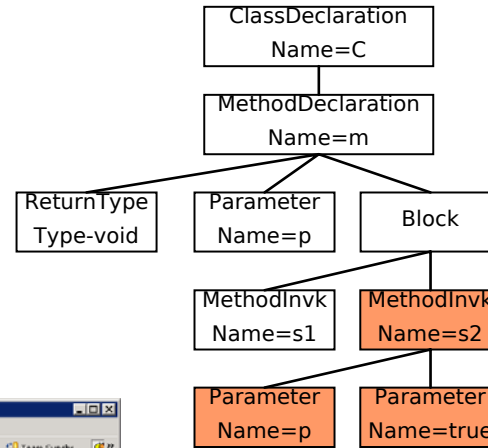 ClassDeclaration
Name=C
MethodDeclaration
Name=m
ReturnType
Type-void
Parameter
Name=p
Block
MethodInvk
Name=s1
MethodInvk
Name=s2
Parameter
Name=p
Parameter
Name=true